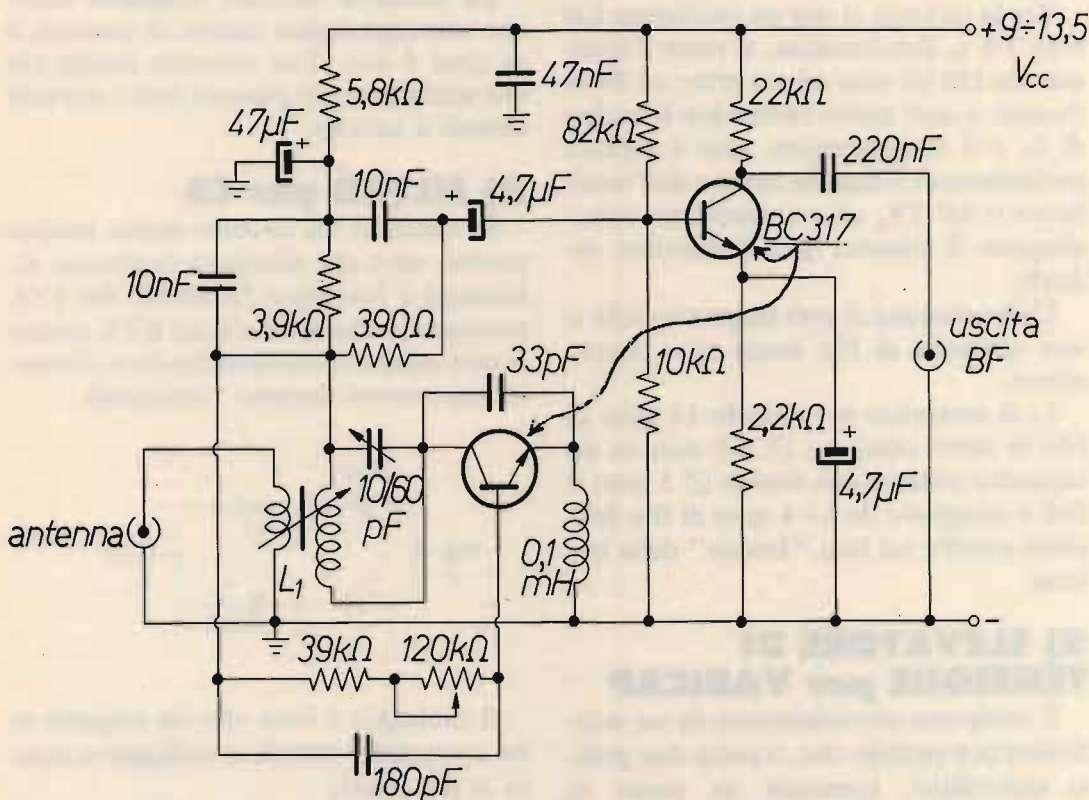 +9÷13,5
Vcc
5,8kΩ
47nF
22kΩ
47µF
+
82kΩ
220nF
10nF
+
4,7µF
BC317
10nF
3,9kΩ
390Ω
33pF
10kΩ
uscita
BF
10/60
pF
2,2kΩ
+
4,7µF
antenna
L₁
0,1
mH
−
39kΩ
120kΩ
180pF